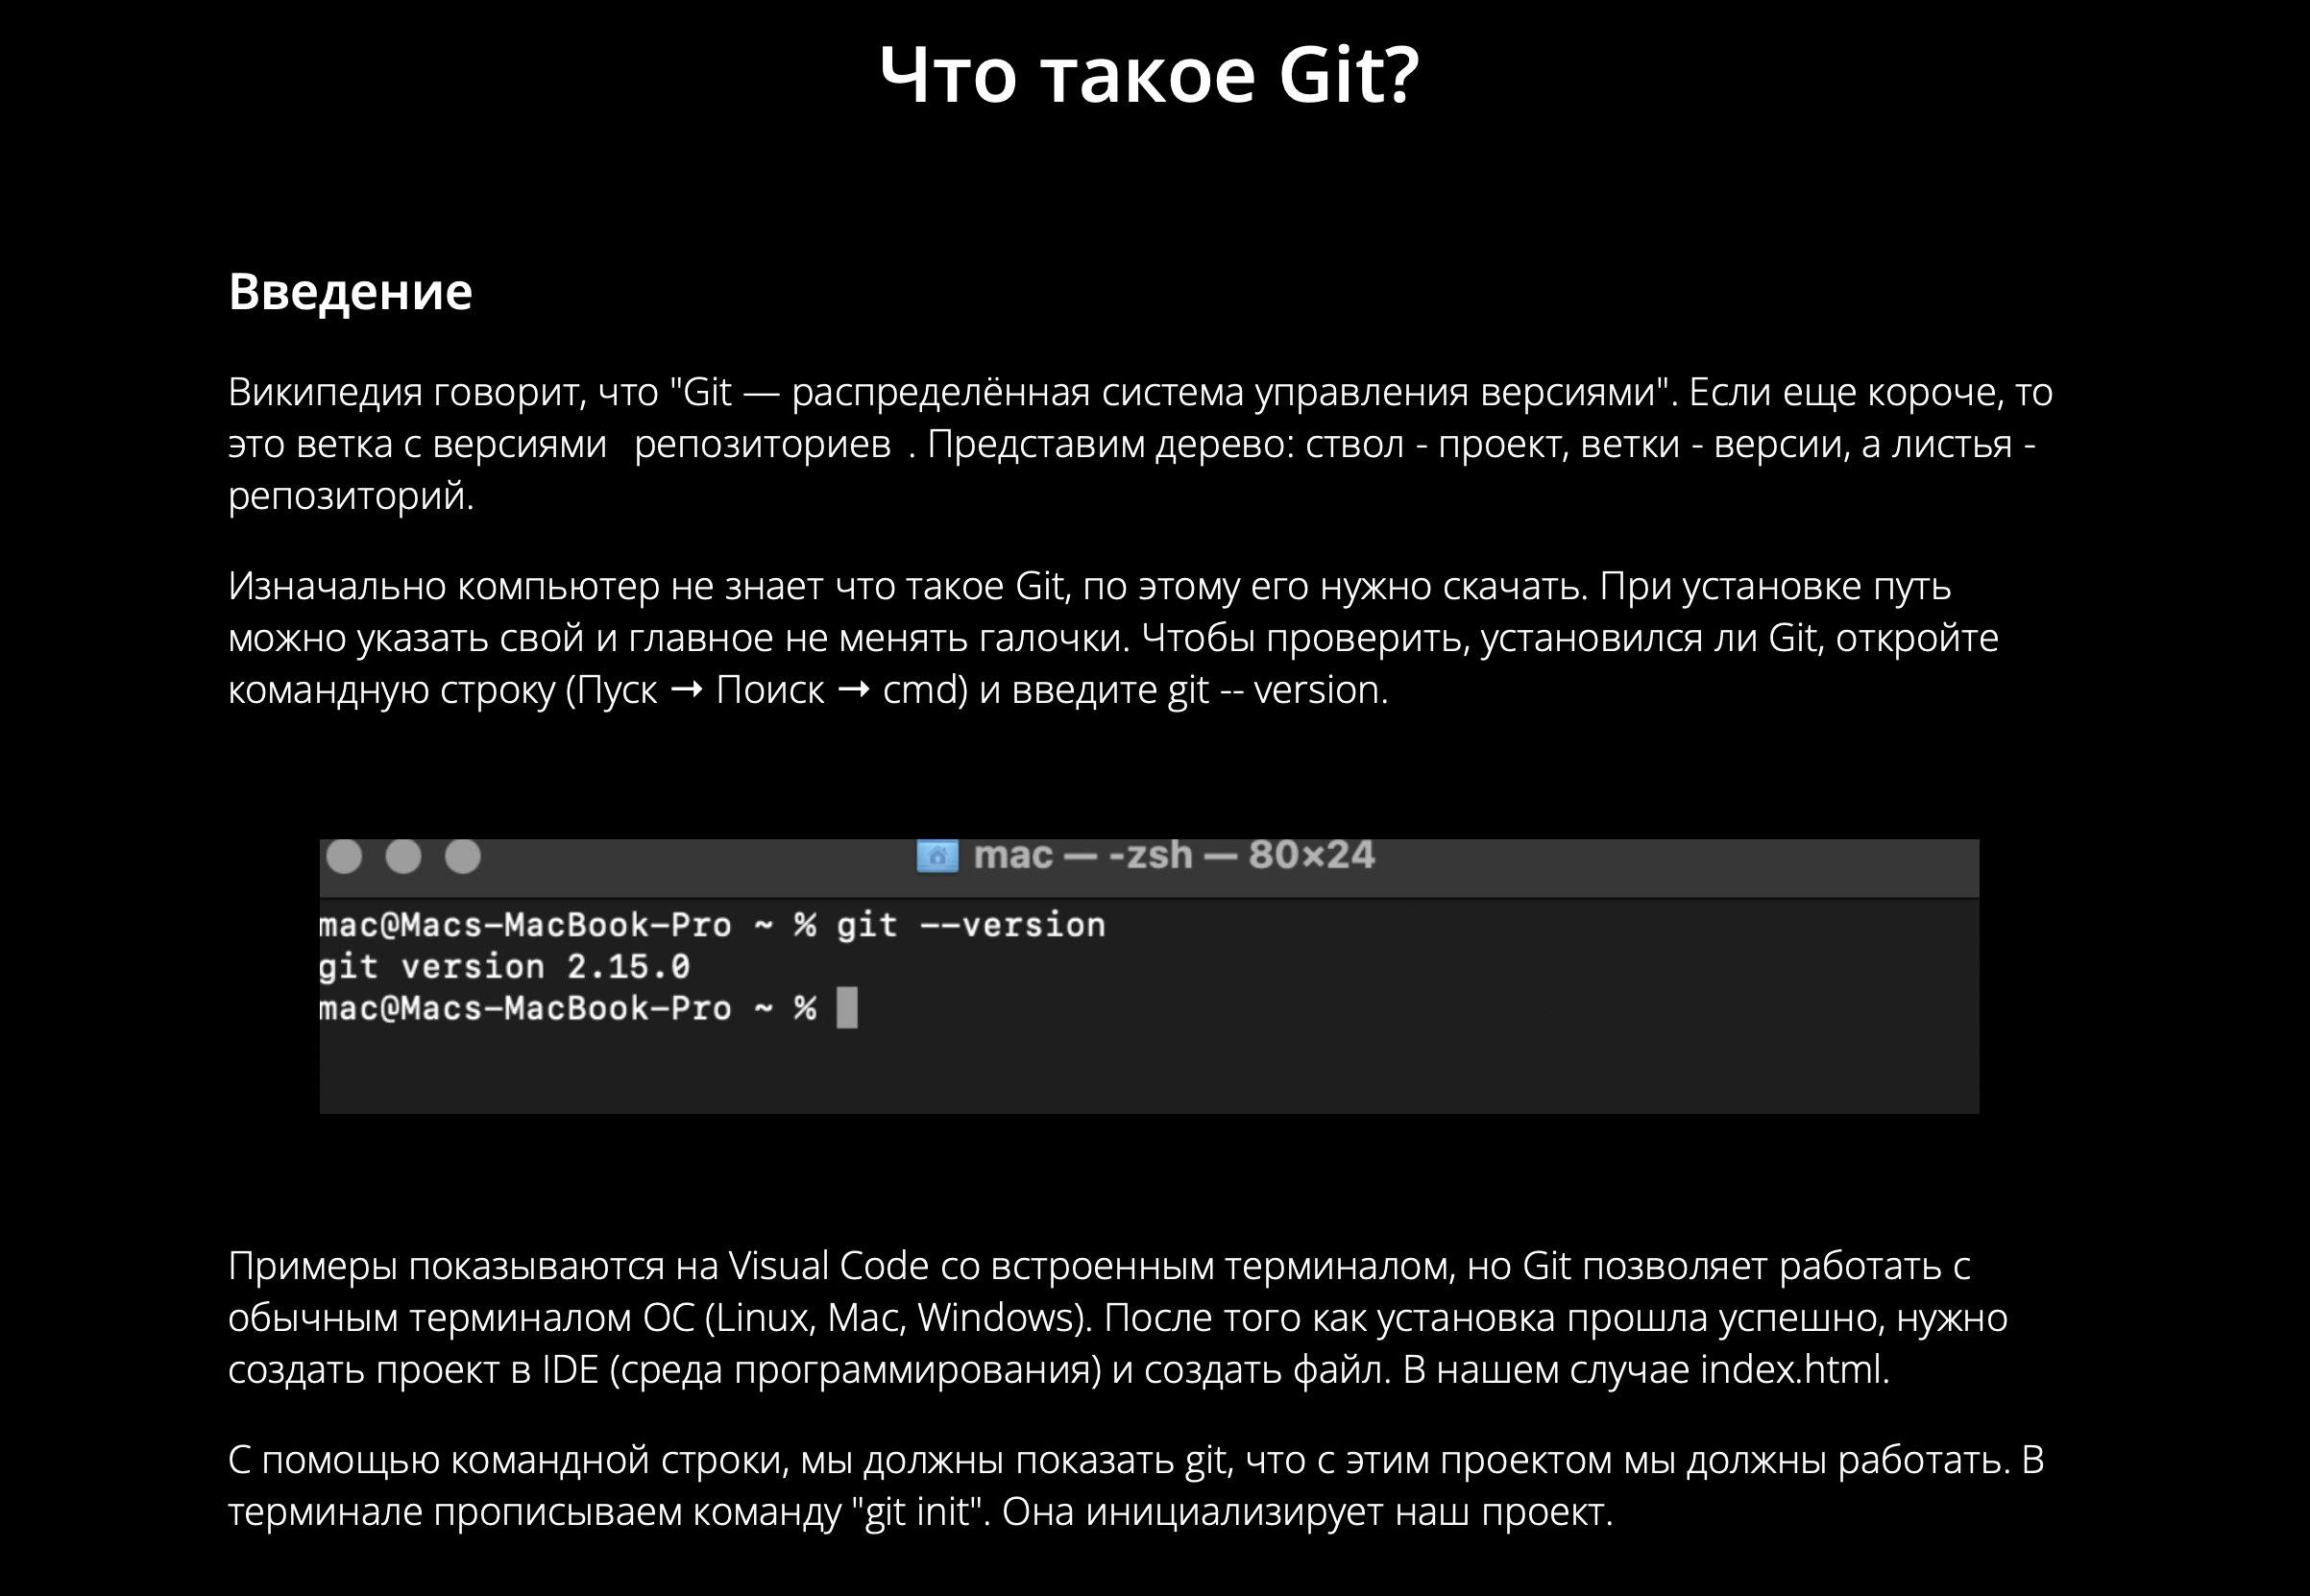 Что такое Git?
Введение
Википедия говорит, что "Git — распределённая система управления версиями". Если еще короче, то
это ветка с версиями репозиториев . Представим дерево: ствол - проект, ветки - версии, а листья -
репозиторий.
Изначально компьютер не знает что такое Git, по этому его нужно скачать. При установке путь
можно указать свой и главное не менять галочки. Чтобы проверить, установился ли Git, откройте
командную строку (Пуск → Поиск → cmd) и введите git -- version.
mac — -zsh — 80×24
mac@Macs-MacBook-Pro ~ % git --version
git version 2.15.0
mac@Macs-MacBook-Pro ~ %
Примеры показываются на Visual Code со встроенным терминалом, но Git позволяет работать с
обычным терминалом ОС (Linux, Mac, Windows). После того как установка прошла успешно, нужно
создать проект в IDE (среда программирования) и создать файл. В нашем случае index.html.
С помощью командной строки, мы должны показать git, что с этим проектом мы должны работать. В
терминале прописываем команду "git init". Она инициализирует наш проект.